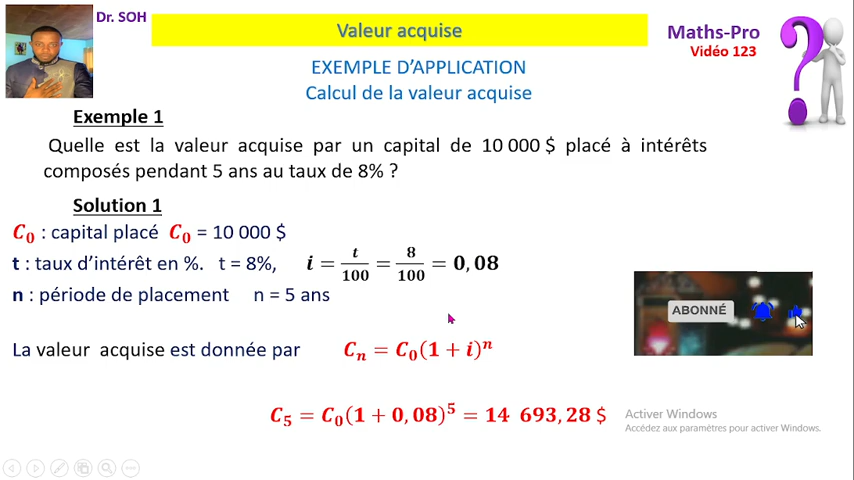 Dr. SOH
Valeur acquise
Maths-Pro
Vidéo 123
EXEMPLE D'APPLICATION
Calcul de la valeur acquise
Exemple 1
Quelle est la valeur acquise par un capital de 10 000 $ placé à intérêts
composés pendant 5 ans au taux de 8% ?
Solution 1
C₀ : capital placé C₀ = 10 000 $
t : taux d'intérêt en %. t = 8%, i = t/100 = 8/100 = 0,08
n : période de placement n = 5 ans
ABONNÉ
La valeur acquise est donnée par Cₙ = C₀(1 + i)ⁿ
C₅ = C₀(1 + 0,08)⁵ = 14 693,28 $
Activer Windows
Accédez aux paramètres pour activer Windows.